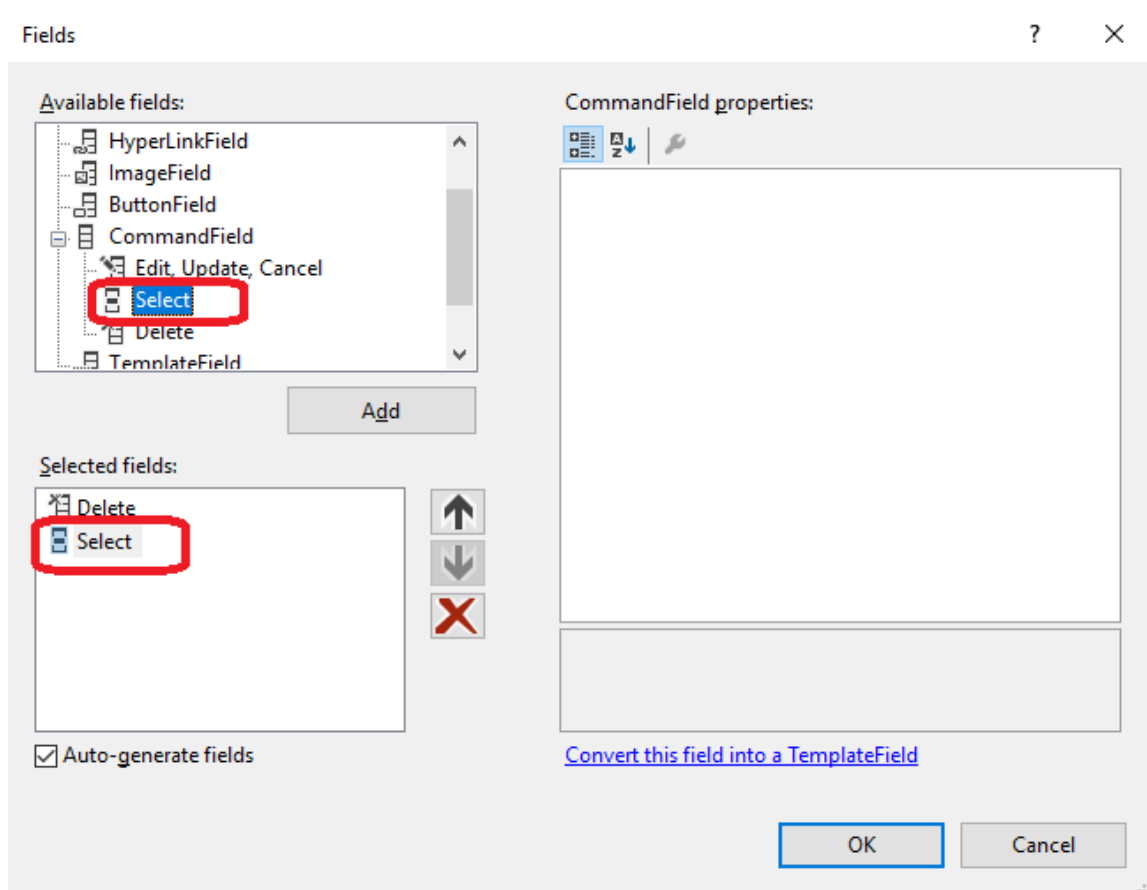 Fields
?
Available fields:
HyperLinkField
ImageField
ButtonField
CommandField
Edit, Update, Cancel
Select
Delete
TemplateField
Add
Selected fields:
Delete
Select
Auto-generate fields
CommandField properties:
A
Z
Convert this field into a TemplateField
OK
Cancel